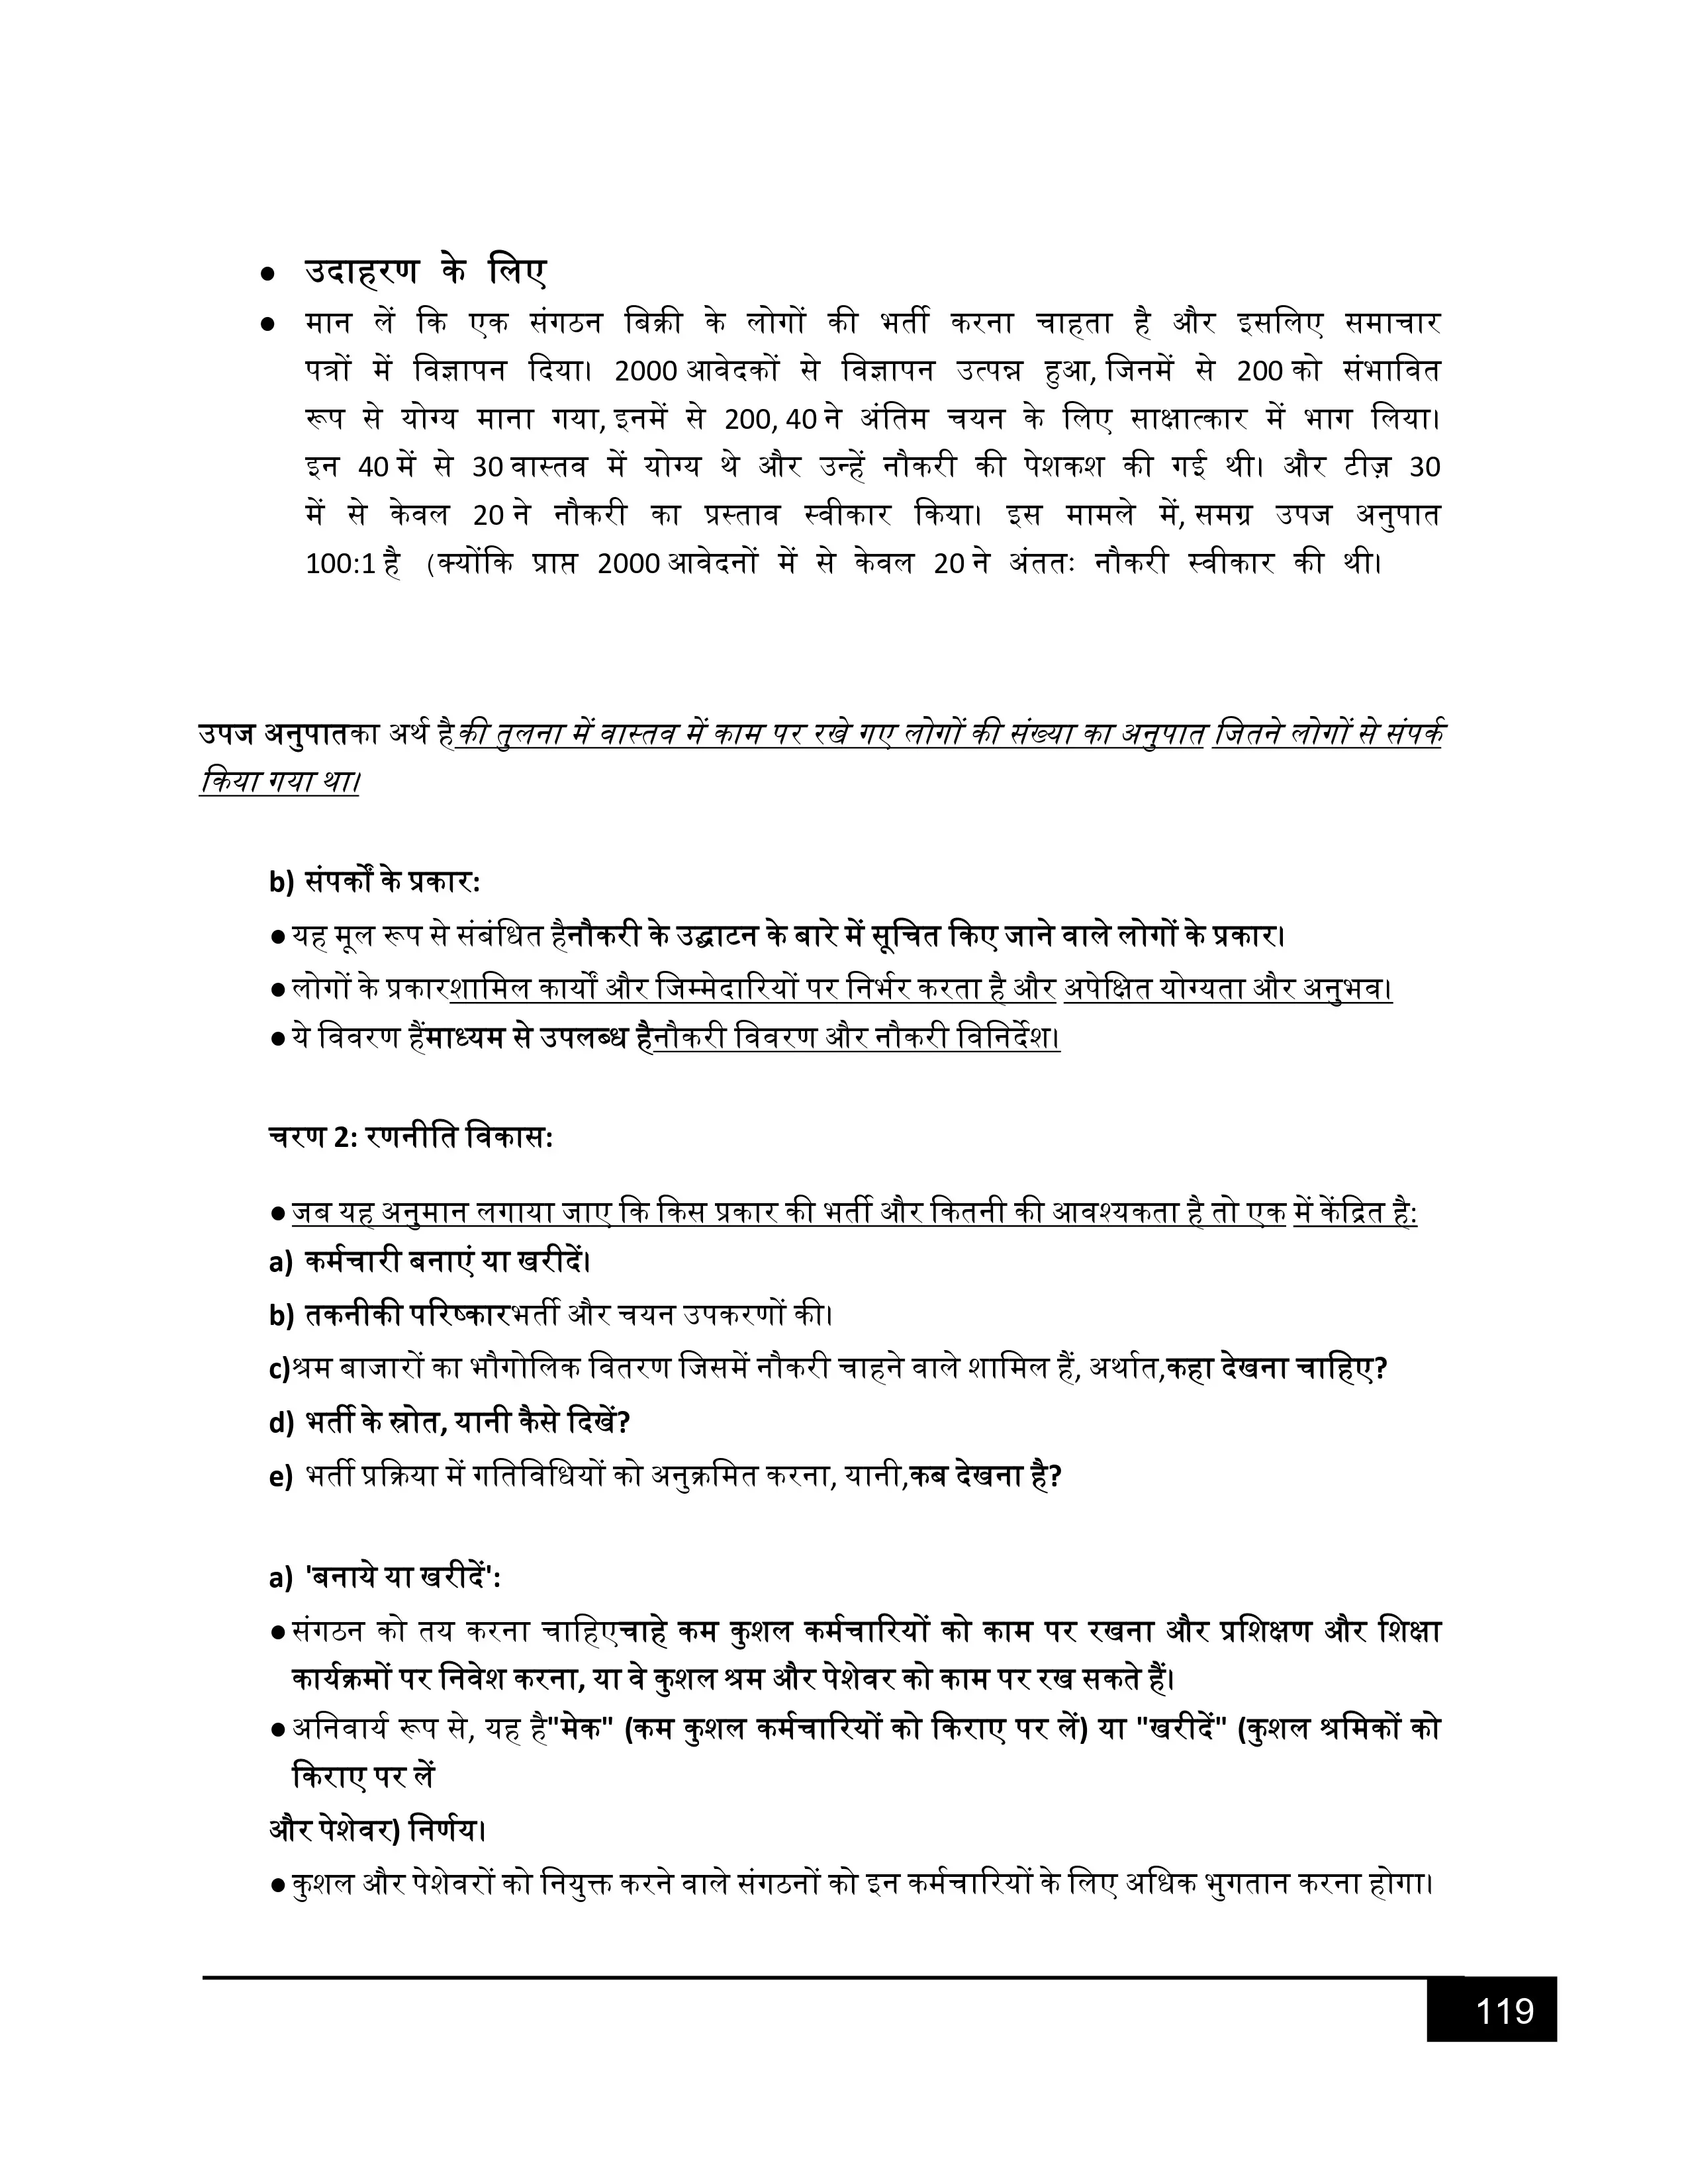 ● उदाहरण के लिए
● मान लें कि एक संगठन बिक्री के लोगों की भर्ती करना चाहता है और इसलिए समाचार
पत्रों में विज्ञापन दिया। 2000 आवेदकों से विज्ञापन उत्पन्न हुआ, जिनमें से 200 को संभावित
रूप से योग्य माना गया, इनमें से 200, 40 ने अंतिम चयन के लिए साक्षात्कार में भाग लिया।
इन 40 में से 30 वास्तव में योग्य थे और उन्हें नौकरी की पेशकश की गई थी। और टीज़ 30
में से केवल 20 ने नौकरी का प्रस्ताव स्वीकार किया। इस मामले में, समग्र उपज अनुपात
100:1 है (क्योंकि प्राप्त 2000 आवेदनों में से केवल 20 ने अंततः नौकरी स्वीकार की थी।
उपज अनुपातका अर्थ हैकी तुलना में वास्तव में काम पर रखे गए लोगों की संख्या का अनुपात जितने लोगों से संपर्क
किया गया था।
b) संपर्कों के प्रकार:
● यह मूल रूप से संबंधित हैनौकरी के उद्घाटन के बारे में सूचित किए जाने वाले लोगों के प्रकार।
● लोगों के प्रकारशामिल कार्यों और जिम्मेदारियों पर निर्भर करता है और अपेक्षित योग्यता और अनुभव।
● ये विवरण हैंमाध्यम से उपलब्ध हैनौकरी विवरण और नौकरी विनिर्देश।
चरण 2: रणनीति विकास:
● जब यह अनुमान लगाया जाए कि किस प्रकार की भर्ती और कितनी की आवश्यकता है तो एक में केंद्रित है:
a) कर्मचारी बनाएं या खरीदें।
b) तकनीकी परिष्कारभर्ती और चयन उपकरणों की।
c)श्रम बाजारों का भौगोलिक वितरण जिसमें नौकरी चाहने वाले शामिल हैं, अर्थात,कहा देखना चाहिए?
d) भर्ती के स्रोत, यानी कैसे दिखें?
e) भर्ती प्रक्रिया में गतिविधियों को अनुक्रमित करना, यानी,कब देखना है?
a) 'बनाये या खरीदें':
● संगठन को तय करना चाहिएचाहे कम कुशल कर्मचारियों को काम पर रखना और प्रशिक्षण और शिक्षा
कार्यक्रमों पर निवेश करना, या वे कुशल श्रम और पेशेवर को काम पर रख सकते हैं।
● अनिवार्य रूप से, यह है"मेक" (कम कुशल कर्मचारियों को किराए पर लें) या "खरीदें" (कुशल श्रमिकों को
किराए पर लें
और पेशेवर) निर्णय।
● कुशल और पेशेवरों को नियुक्त करने वाले संगठनों को इन कर्मचारियों के लिए अधिक भुगतान करना होगा।
119